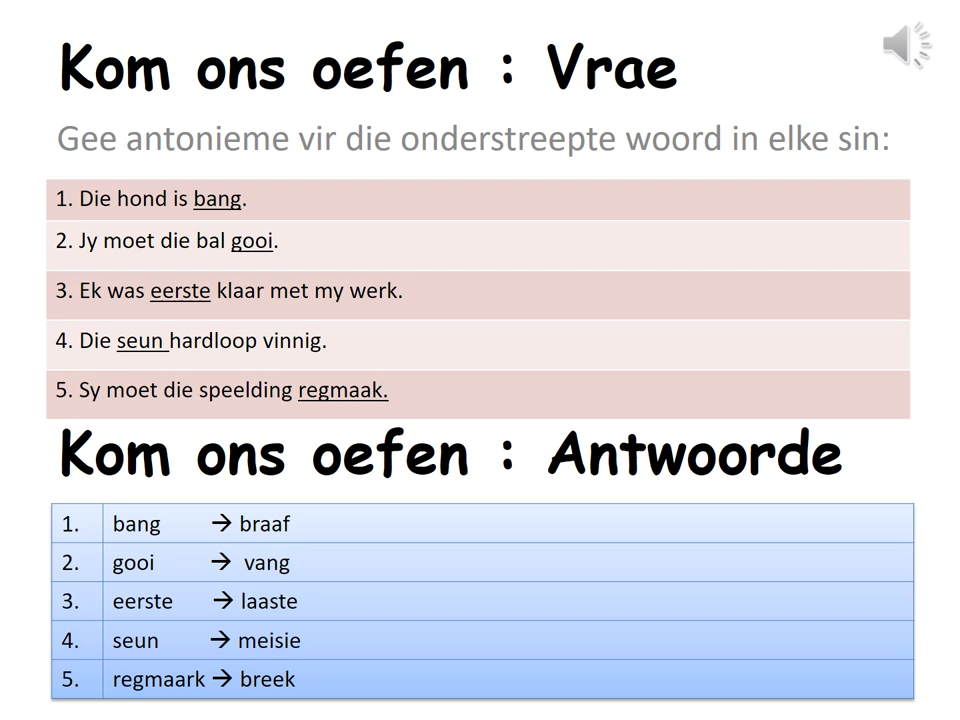 Kom ons oefen : Vrae
Gee antonieme vir die onderstreepte woord in elke sin:
1. Die hond is bang.
2. Jy moet die bal gooi.
3. Ek was eerste klaar met my werk.
4. Die seun hardloop vinnig.
5. Sy moet die speelding regmaak.
Kom ons oefen : Antwoorde
1. bang → braaf
2. gooi → vang
3. eerste → laaste
4. seun → meisie
5. regmaark → breek